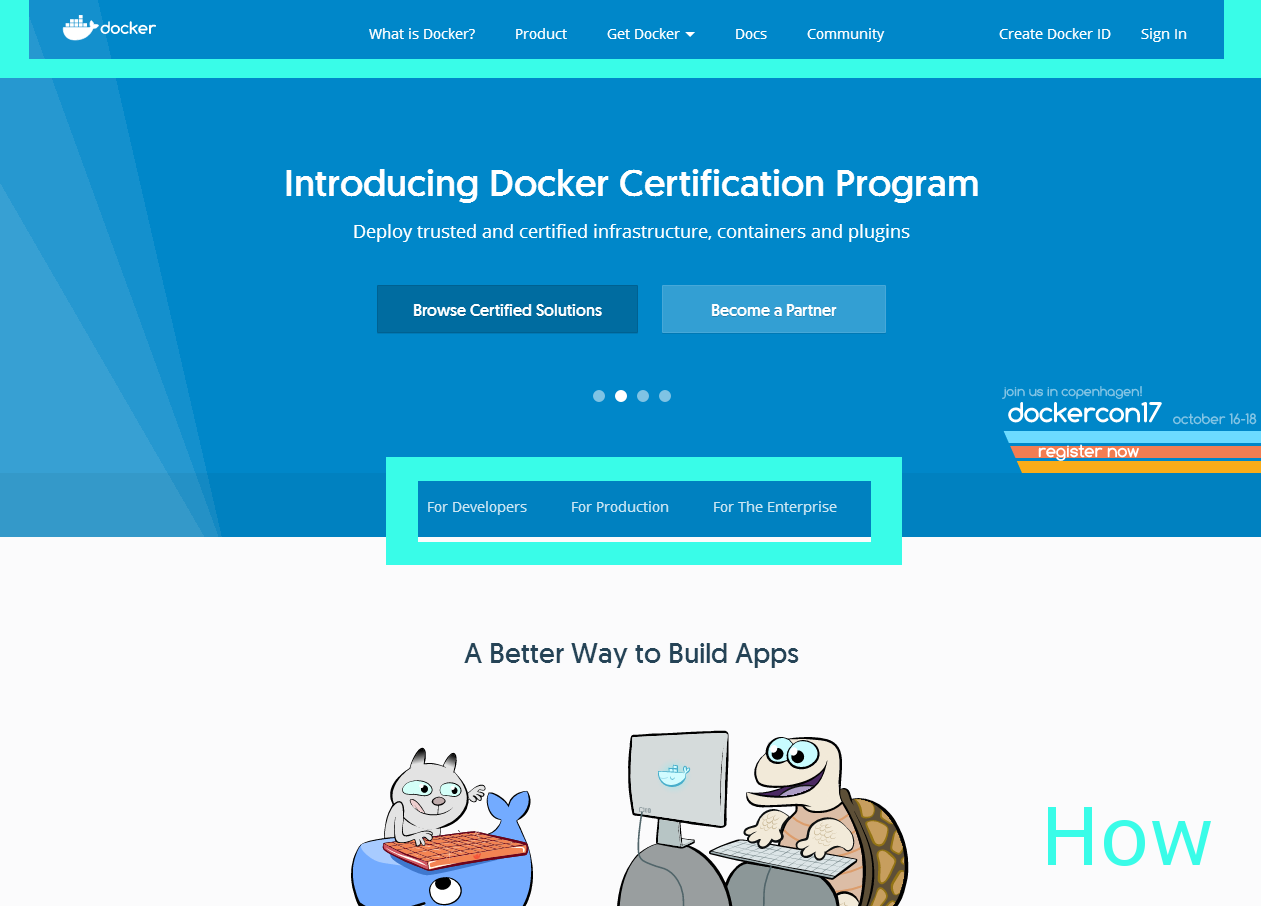 docker
What is Docker? Product Get Docker Docs Community Create Docker ID Sign In
Introducing Docker Certification Program
Deploy trusted and certified infrastructure, containers and plugins
Browse Certified Solutions Become a Partner
join us in copenhagen!
dockercon17 october 16-18
register now
For Developers For Production For The Enterprise
A Better Way to Build Apps
How